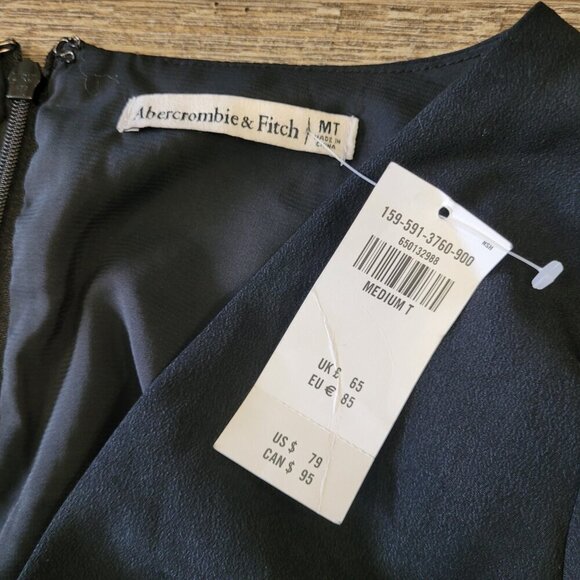 Abercrombie & Fitch
MT
MADE IN
CHINA
159-591-3760-900
650132988
HSH
MEDIUM T
UK £ 65
EU € 85
US $ 79
CAN $ 95